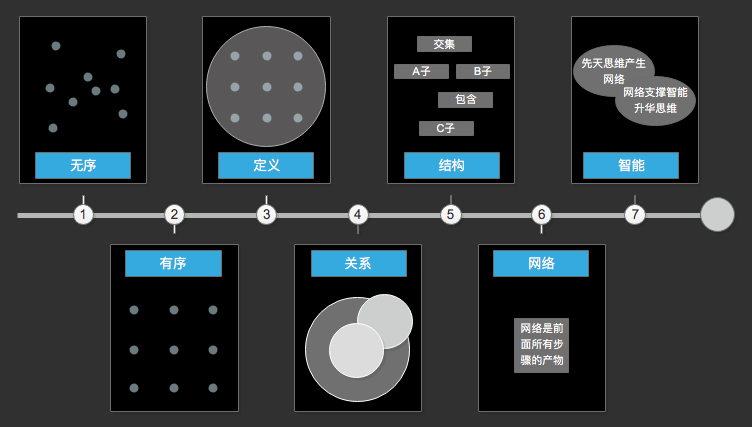 交集
A子 B子
包含
C子
先天思维产生
网络
网络支撑智能
升华思维
无序
定义
结构
智能
1
2
3
4
5
6
7
有序
关系
网络
网络是前
面所有步
骤的产物